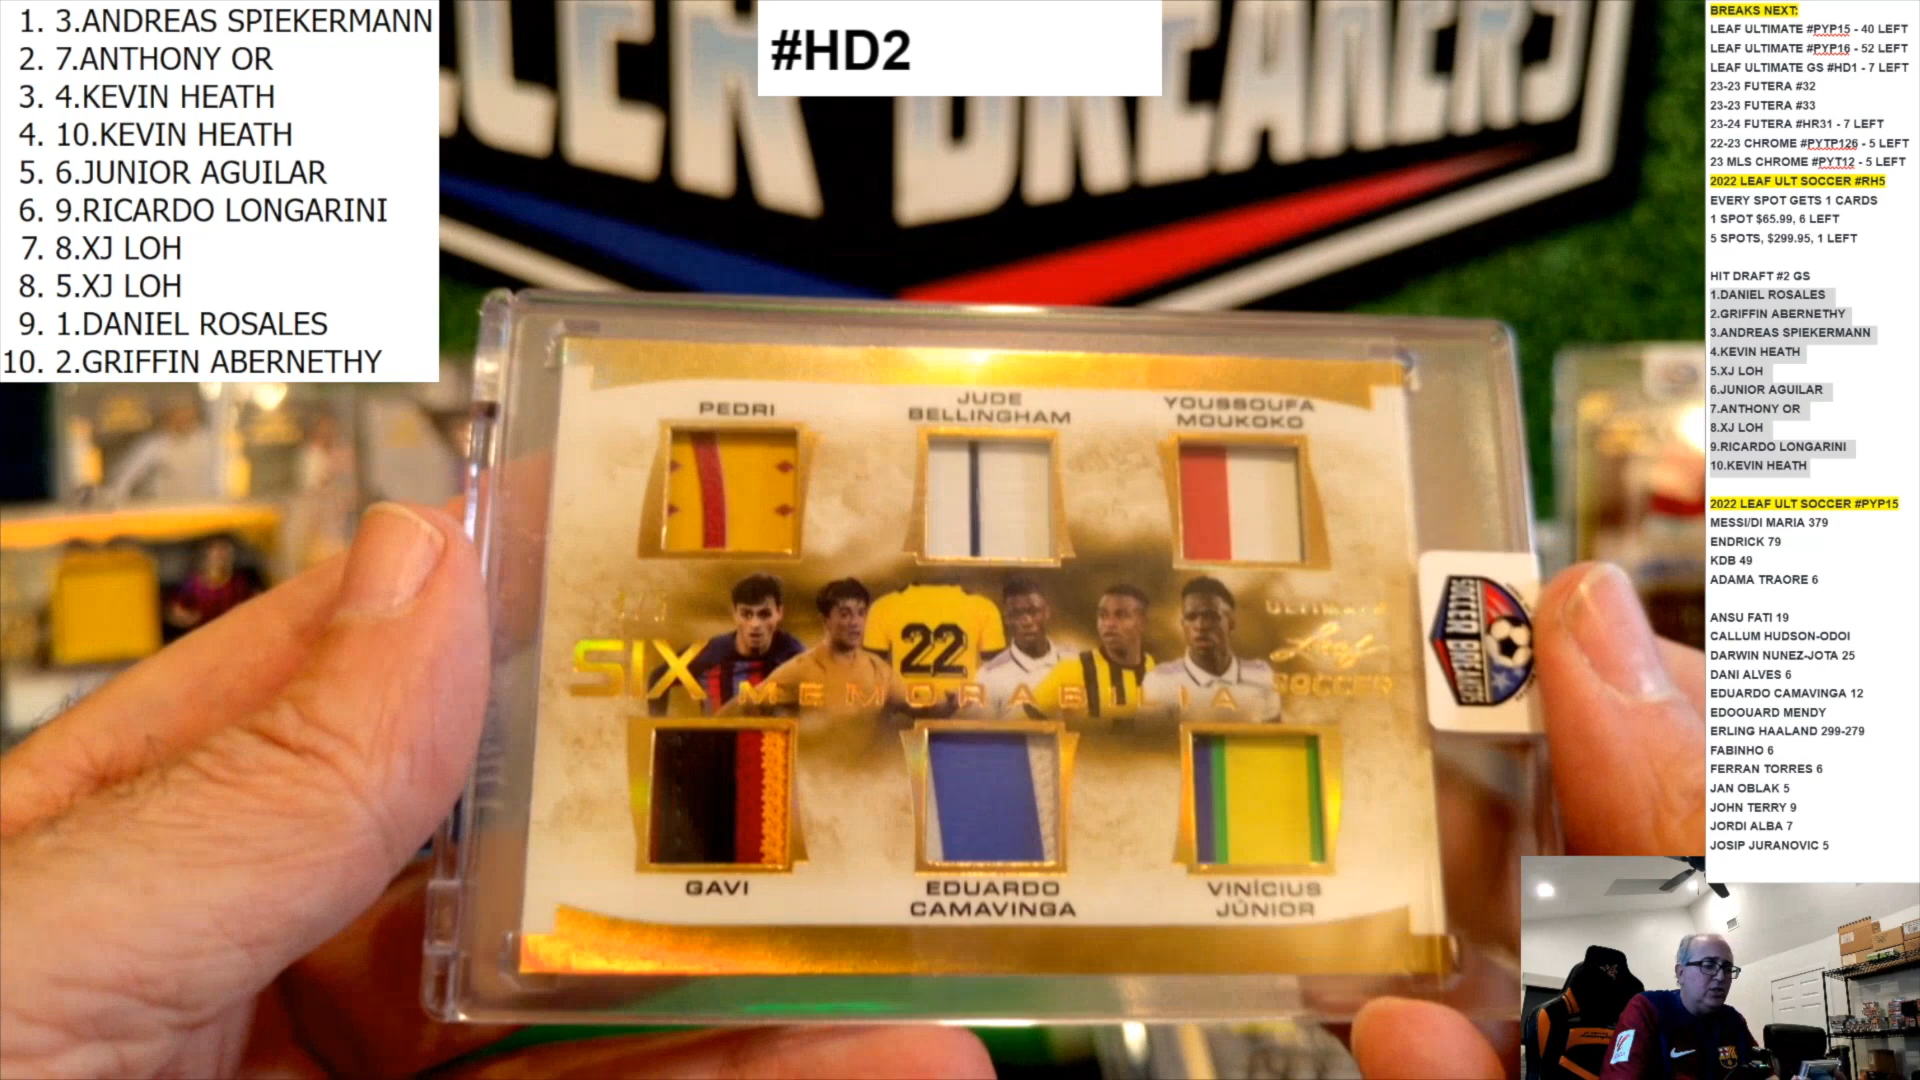 1. 3.ANDREAS SPIEKERMANN
2. 7.ANTHONY OR
3. 4.KEVIN HEATH
4. 10.KEVIN HEATH
5. 6.JUNIOR AGUILAR
6. 9.RICARDO LONGARINI
7. 8.XJ LOH
8. 5.XJ LOH
9. 1.DANIEL ROSALES
10. 2.GRIFFIN ABERNETHY
#HD2
BREAKS NEXT:
LEAF ULTIMATE #PYP15 - 40 LEFT
LEAF ULTIMATE #PYP16 - 52 LEFT
LEAF ULTIMATE GS #HD1 - 7 LEFT
23-23 FUTERA #32
23-23 FUTERA #33
23-24 FUTERA #HR31 - 7 LEFT
22-23 CHROME #PYTP126 - 5 LEFT
23 MLS CHROME #PYT12 - 5 LEFT
2022 LEAF ULT SOCCER #RH5
EVERY SPOT GETS 1 CARDS
1 SPOT $65.99, 6 LEFT
5 SPOTS, $299.95, 1 LEFT
HIT DRAFT #2 GS
1.DANIEL ROSALES
2.GRIFFIN ABERNETHY
3.ANDREAS SPIEKERMANN
4.KEVIN HEATH
5.XJ LOH
6.JUNIOR AGUILAR
7.ANTHONY OR
8.XJ LOH
9.RICARDO LONGARINI
10.KEVIN HEATH
2022 LEAF ULT SOCCER #PYP15
MESSI/DI MARIA 379
ENDRICK 79
KDB 49
ADAMA TRAORE 6
ANSU FATI 19
CALLUM HUDSON-ODOI
DARWIN NUNEZ-JOTA 25
DANI ALVES 6
EDUARDO CAMAVINGA 12
EDOOUARD MENDY
ERLING HAALAND 299-279
FABINHO 6
FERRAN TORRES 6
JAN OBLAK 5
JOHN TERRY 9
JORDI ALBA 7
JOSIP JURANOVIC 5
PEDRI
JUDE
BELLINGHAM
YOUSSOUFA
MOUKOKO
22
SIX
MEMORABILIA
ULTIMATE
Leaf
SOCCER
GAVI
EDUARDO
CAMAVINGA
VINÍCIUS
JÚNIOR
SOCCER BREAKERS